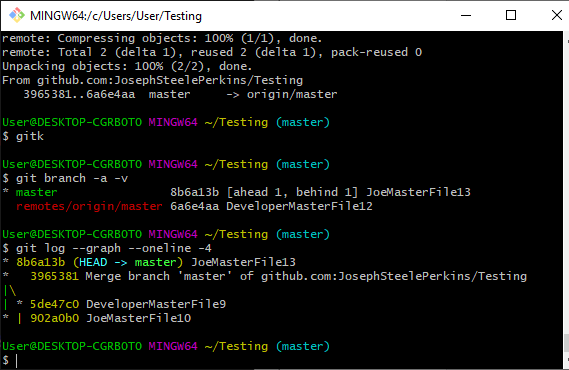 MINGW64:/c/Users/User/Testing
remote: Compressing objects: 100% (1/1), done.
remote: Total 2 (delta 1), reused 2 (delta 1), pack-reused 0
Unpacking objects: 100% (2/2), done.
From github.com:JosephSteelePerkins/Testing
   3965381..6a6e4aa  master     -> origin/master
User@DESKTOP-CGRBOTO MINGW64 ~/Testing (master)
$ gitk
User@DESKTOP-CGRBOTO MINGW64 ~/Testing (master)
$ git branch -a -v
* master                8b6a13b [ahead 1, behind 1] JoeMasterFile13
  remotes/origin/master 6a6e4aa DeveloperMasterFile12
User@DESKTOP-CGRBOTO MINGW64 ~/Testing (master)
$ git log --graph --oneline -4
* 8b6a13b (HEAD -> master) JoeMasterFile13
*   3965381 Merge branch 'master' of github.com:JosephSteelePerkins/Testing
|\
| * 5de47c0 DeveloperMasterFile9
* | 902a0b0 JoeMasterFile10
User@DESKTOP-CGRBOTO MINGW64 ~/Testing (master)
$